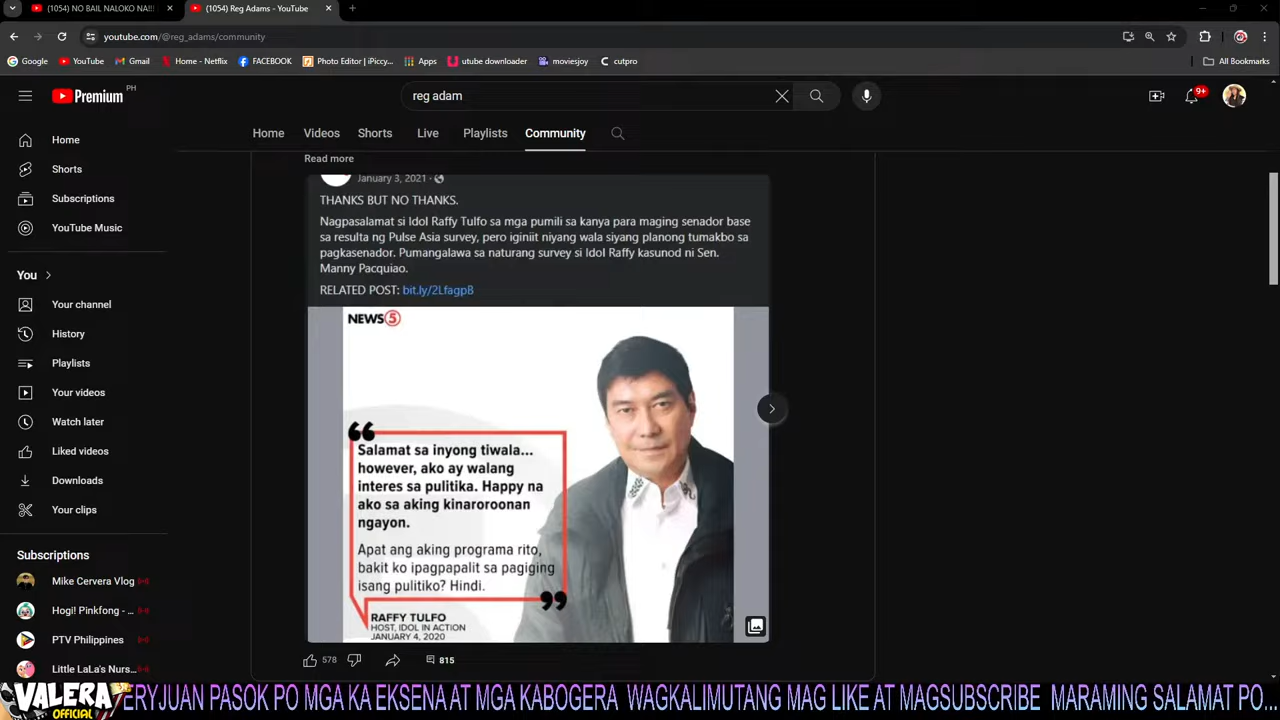 (1054) NO BAIL NALOKO NA!!!
(1054) Reg Adams - YouTube
youtube.com/@reg_adams/community
Google
YouTube
Gmail
Home - Netflix
FACEBOOK
Photo Editor | iPiccy...
Apps
utube downloader
moviesjoy
cutpro
All Bookmarks
Premium PH
reg adam
9+
Home
Videos
Shorts
Live
Playlists
Community
Home
Shorts
Subscriptions
YouTube Music
You
Your channel
History
Playlists
Your videos
Watch later
Liked videos
Downloads
Your clips
Subscriptions
Mike Cervera Vlog
Hogi! Pinkfong - ...
PTV Philippines
Little LaLa's Nurs...
Read more
January 3, 2021
THANKS BUT NO THANKS.
Nagpasalamat si Idol Raffy Tulfo sa mga pumili sa kanya para maging senador base
sa resulta ng Pulse Asia survey, pero iginiit niyang wala siyang planong tumakbo sa
pagkasenador. Pumangalawa sa naturang survey si Idol Raffy kasunod ni Sen.
Manny Pacquiao.
RELATED POST: bit.ly/2LfagpB
NEWS5
Salamat sa inyong tiwala...
however, ako ay walang
interes sa pulitika. Happy na
ako sa aking kinaroroonan
ngayon.
Apat ang aking programa rito,
bakit ko ipagpapalit sa pagiging
isang pulitiko? Hindi.
RAFFY TULFO
HOST, IDOL IN ACTION
JANUARY 4, 2020
578
815
VALERA
OFFICIAL
ERYJUAN PASOK PO MGA KA EKSENA AT MGA KABOGERA WAGKALIMUTANG MAG LIKE AT MAGSUBSCRIBE MARAMING SALAMAT PO...